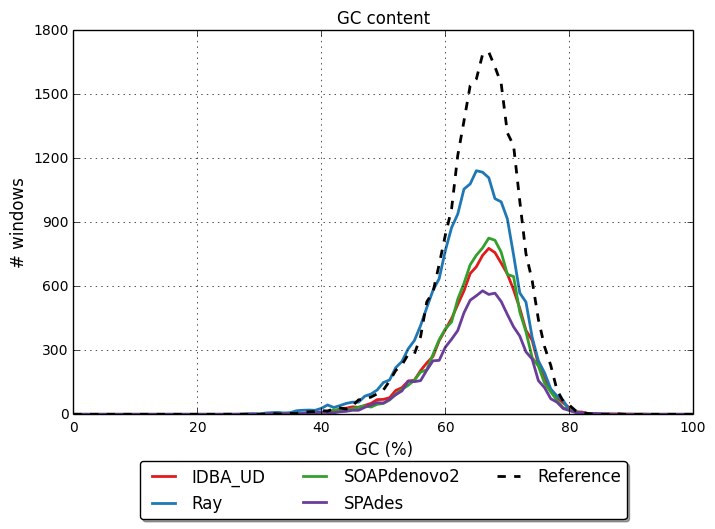 GC content
1800
1500
1200
900
600
300
0
# windows
0 20 40 60 80 100
GC (%)
IDBA_UD SOAPdenovo2 Reference
Ray SPAdes